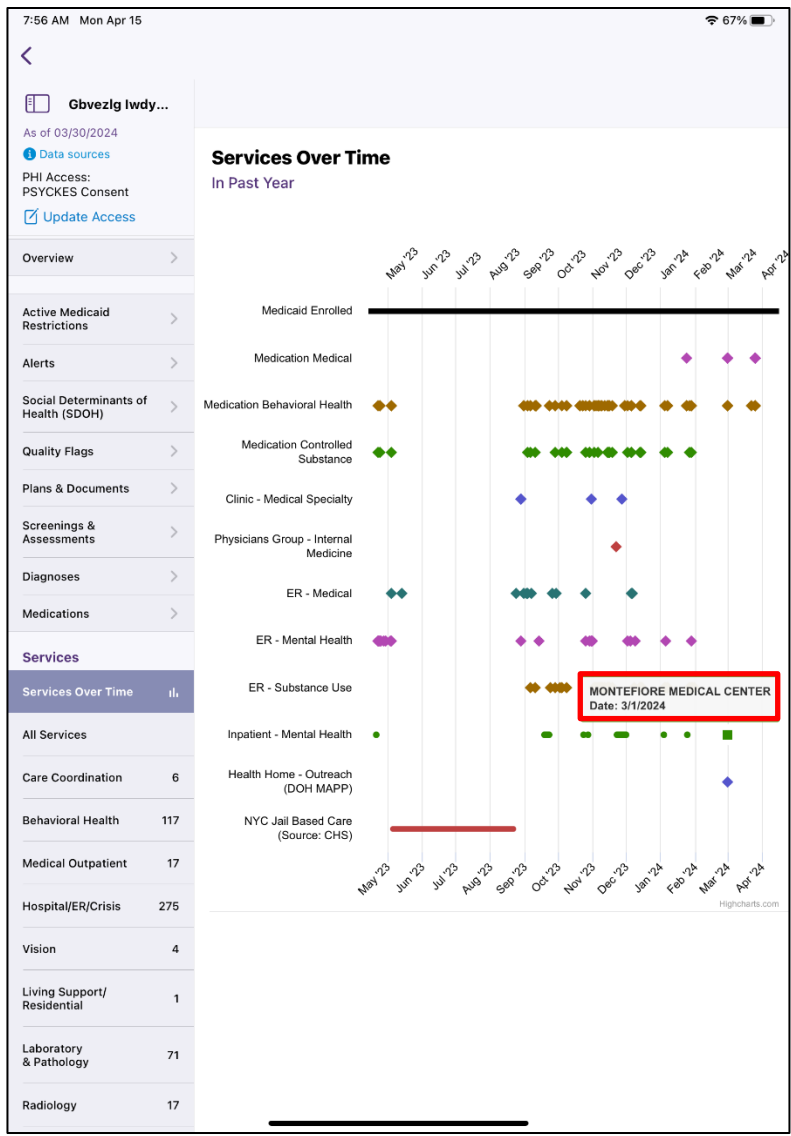 7:56 AM Mon Apr 15
67%
Gbvezlg Iwdy...
As of 03/30/2024
Data sources
PHI Access:
PSYCKES Consent
Update Access
Overview
Active Medicaid
Restrictions
Alerts
Social Determinants of
Health (SDOH)
Quality Flags
Plans & Documents
Screenings &
Assessments
Diagnoses
Medications
Services
Services Over Time
All Services
Care Coordination 6
Behavioral Health 117
Medical Outpatient 17
Hospital/ER/Crisis 275
Vision 4
Living Support/
Residential 1
Laboratory
& Pathology 71
Radiology 17
Services Over Time
In Past Year
May '23 Jun '23 Jul '23 Aug '23 Sep '23 Oct '23 Nov '23 Dec '23 Jan '24 Feb '24 Mar '24 Apr '24
Medicaid Enrolled
Medication Medical
Medication Behavioral Health
Medication Controlled
Substance
Clinic - Medical Specialty
Physicians Group - Internal
Medicine
ER - Medical
ER - Mental Health
ER - Substance Use
MONTEFIORE MEDICAL CENTER
Date: 3/1/2024
Inpatient - Mental Health
Health Home - Outreach
(DOH MAPP)
NYC Jail Based Care
(Source: CHS)
May '23 Jun '23 Jul '23 Aug '23 Sep '23 Oct '23 Nov '23 Dec '23 Jan '24 Feb '24 Mar '24 Apr '24
Highcharts.com